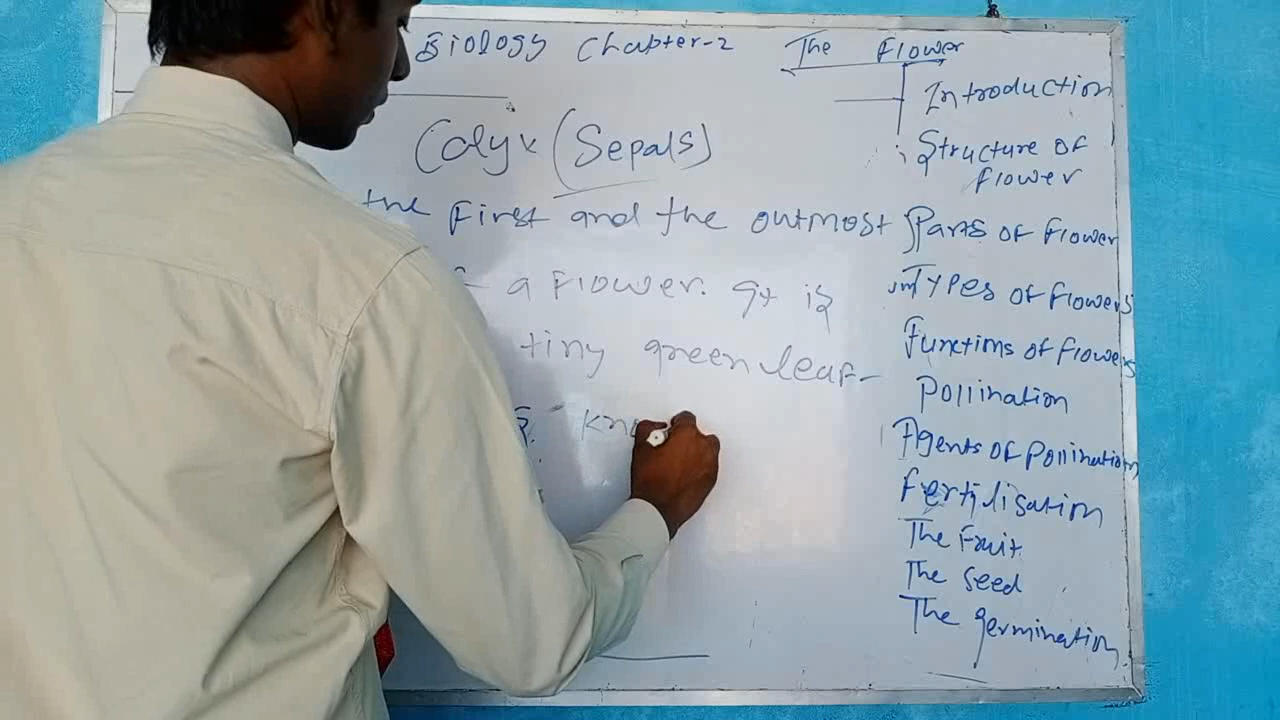 Biology Chapter-2 The Flower
Calyx (Sepals)
the First and the outmost
a Flower. It is
tiny green leaf-
Introduction
Structure of
flower
Parts of flower
Types of flowers
Functions of flowers
Pollination
Agents of pollination
Fertilisation
The Fruit
The Seed
The germination